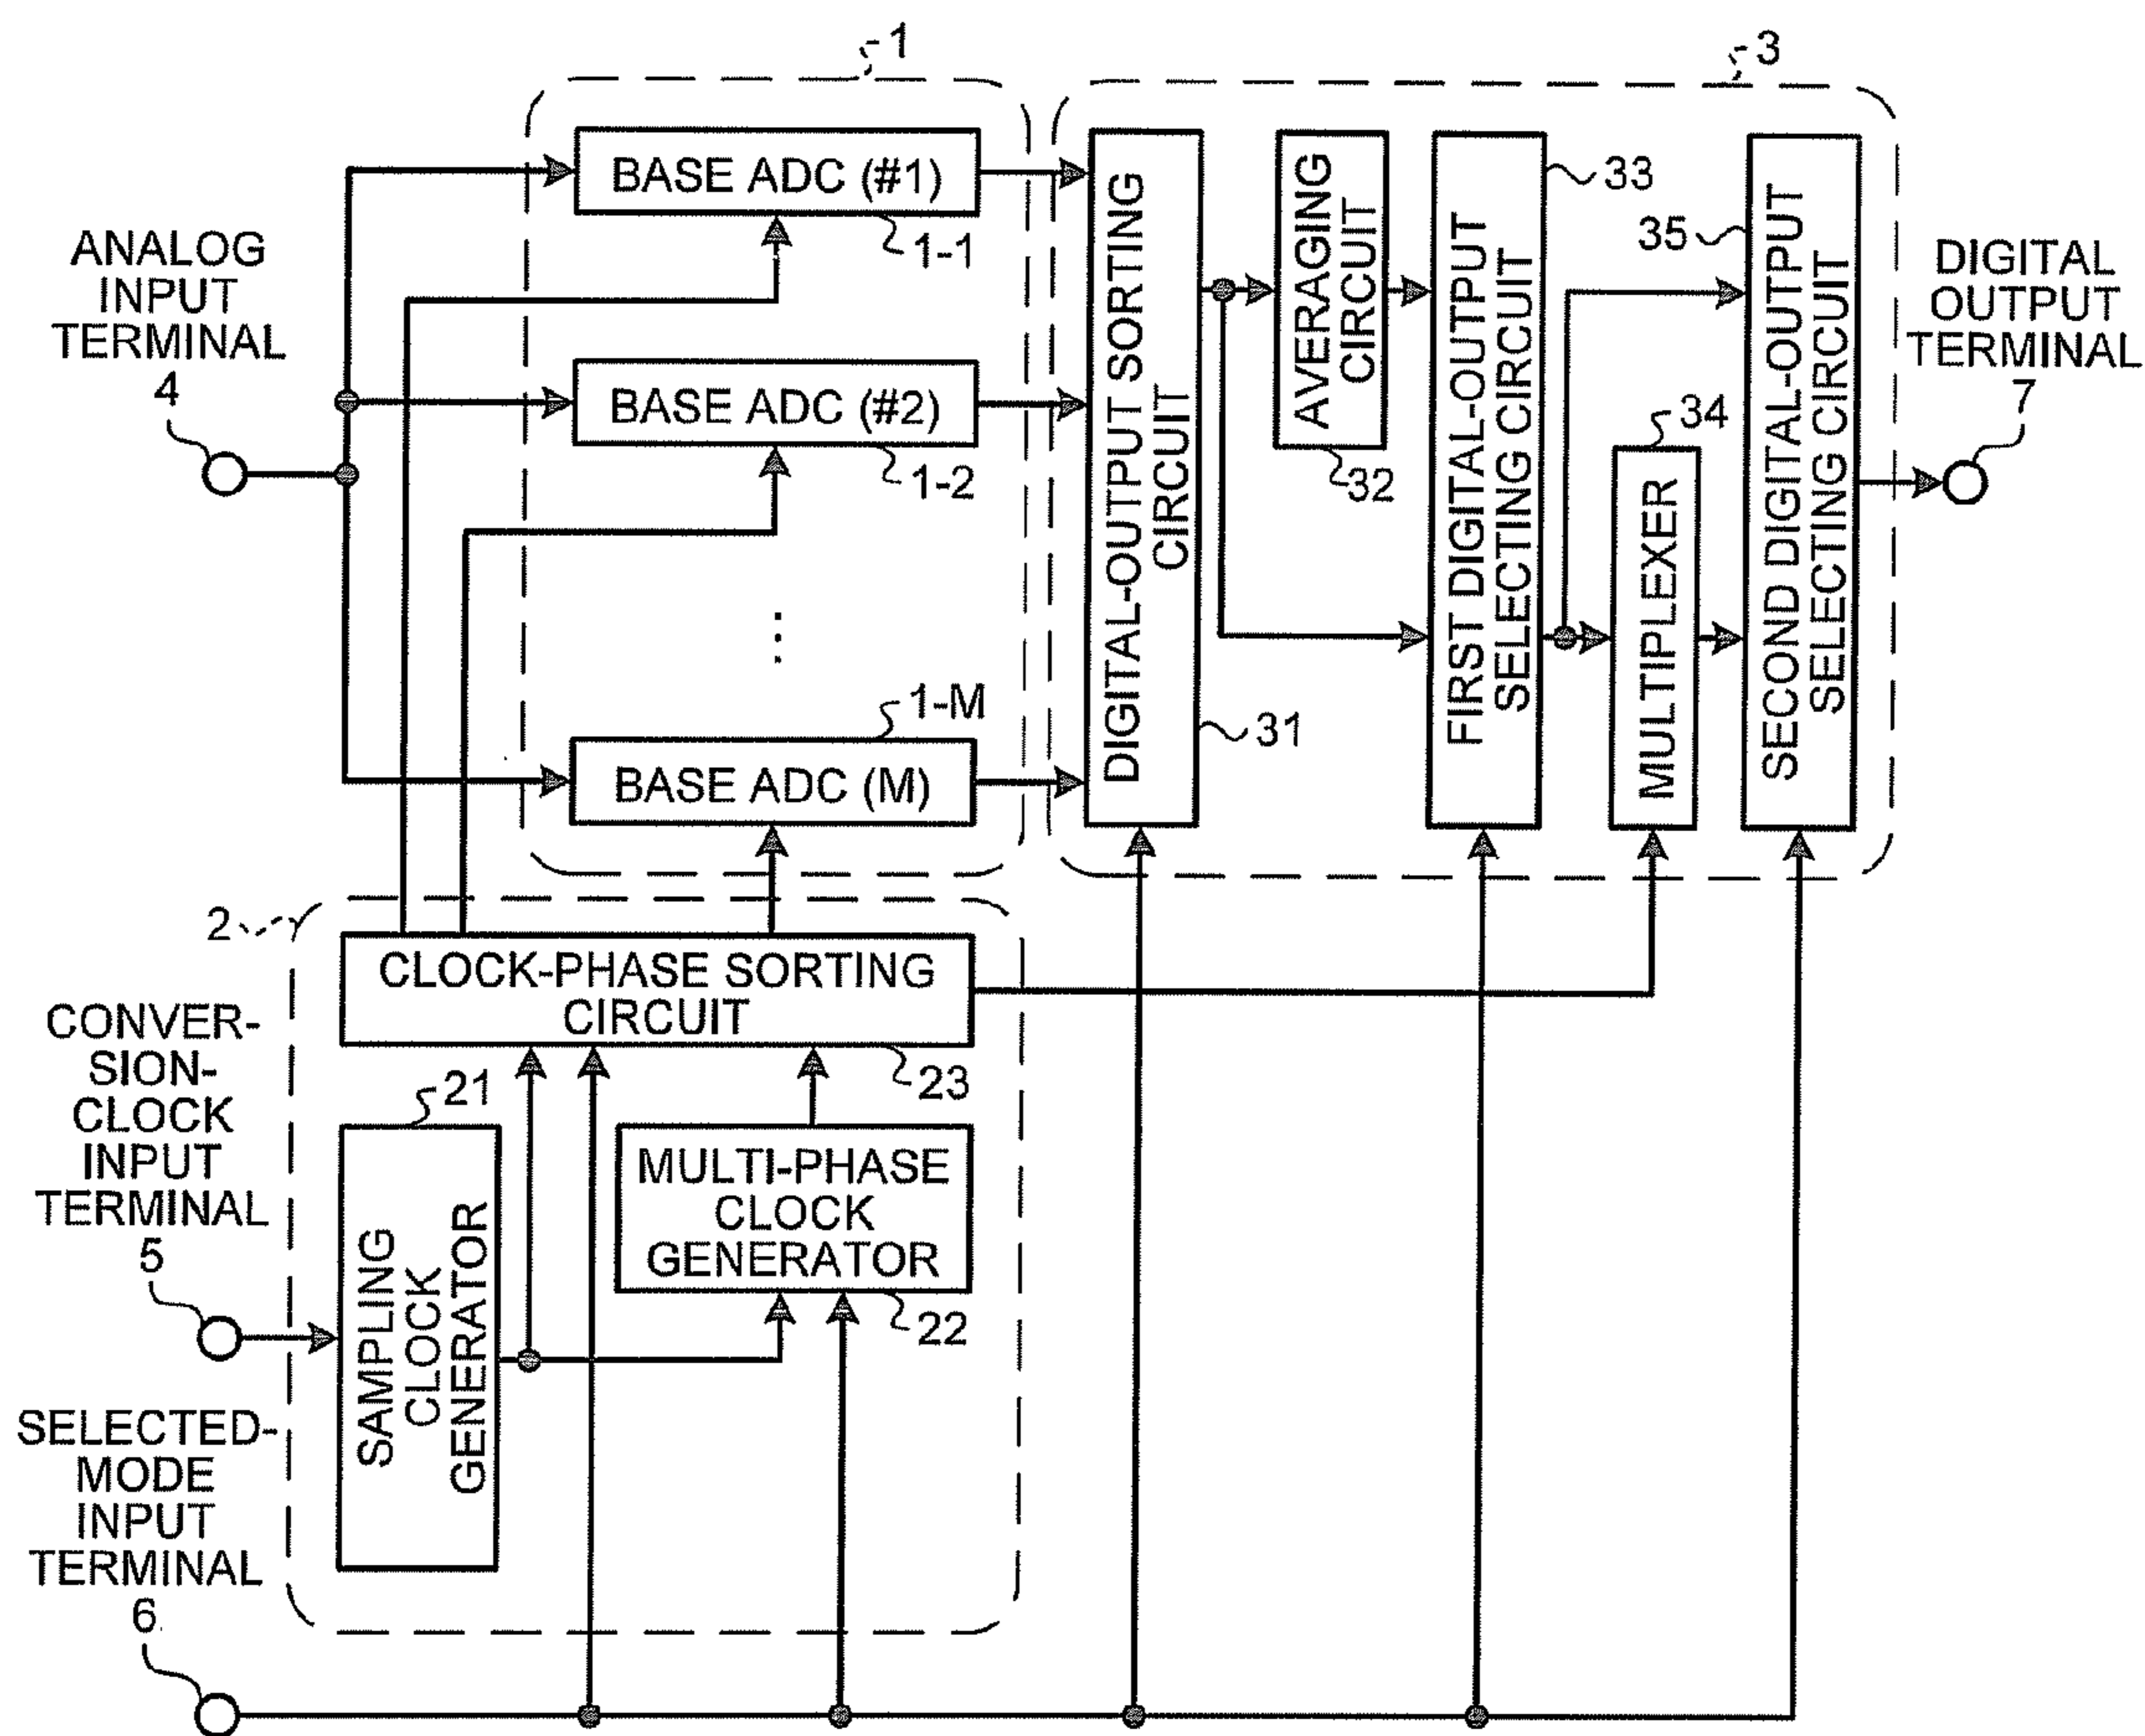 1
3
BASE ADC (#1)
1-1
BASE ADC (#2)
1-2
⋮
1-M
BASE ADC (M)
ANALOG
INPUT
TERMINAL
4
DIGITAL-OUTPUT SORTING
CIRCUIT
31
AVERAGING
CIRCUIT
32
FIRST DIGITAL-OUTPUT
SELECTING CIRCUIT
33
MULTIPLEXER
34
SECOND DIGITAL-OUTPUT
SELECTING CIRCUIT
35
DIGITAL
OUTPUT
TERMINAL
7
2
CLOCK-PHASE SORTING
CIRCUIT
23
CONVER-
SION-
CLOCK
INPUT
TERMINAL
5
21
SAMPLING
CLOCK
GENERATOR
MULTI-PHASE
CLOCK
GENERATOR
22
SELECTED-
MODE
INPUT
TERMINAL
6